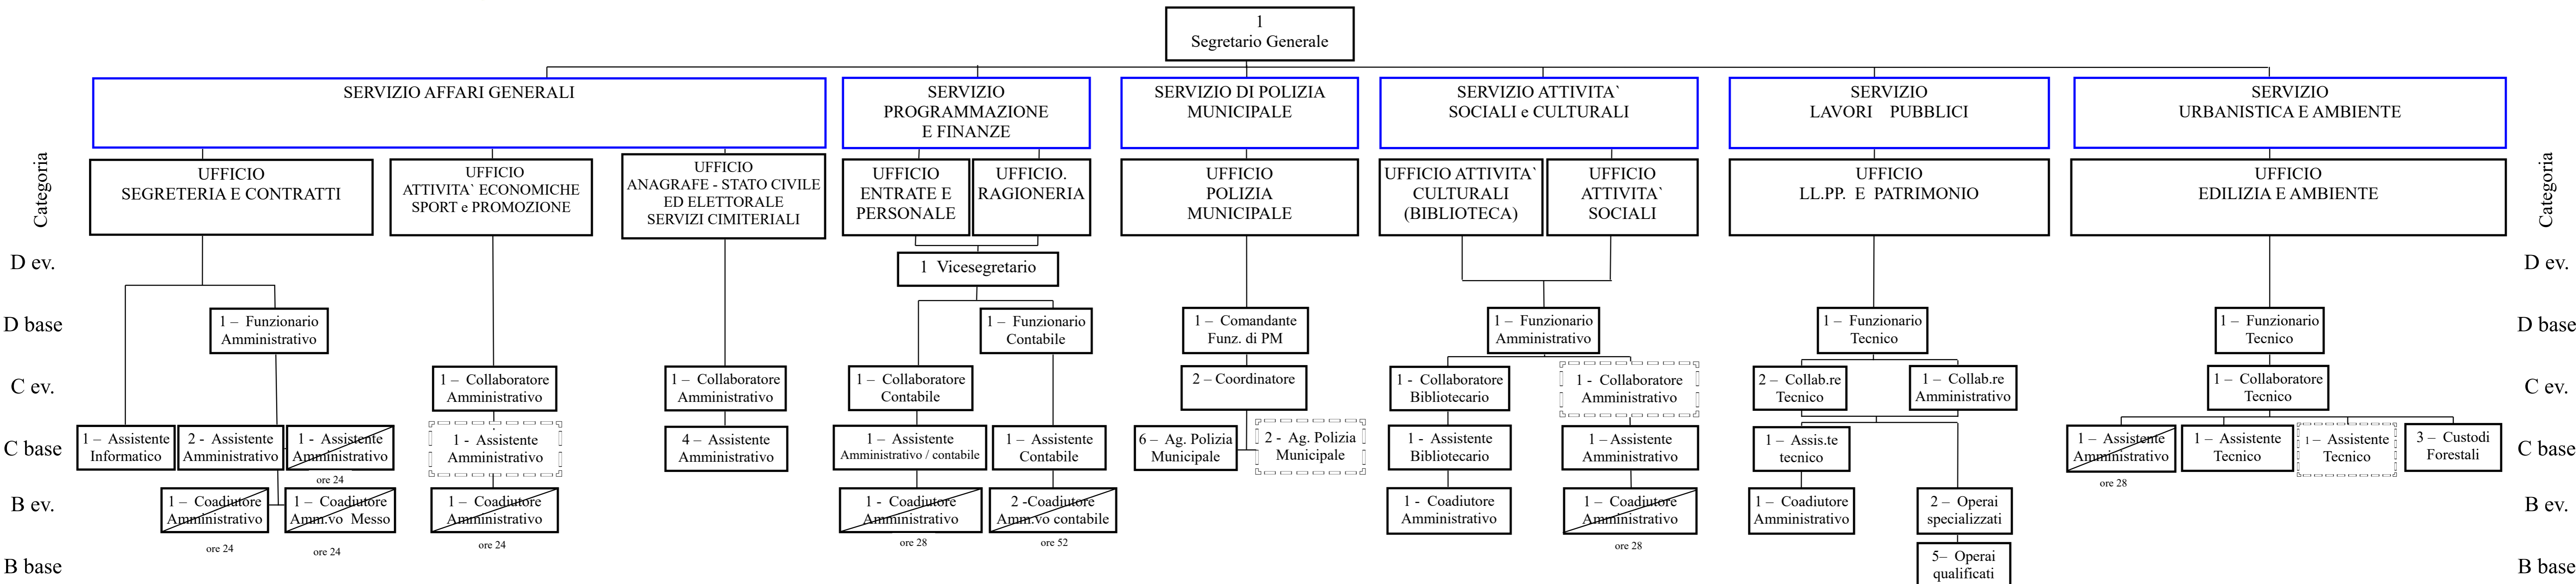 1
Segretario Generale
SERVIZIO AFFARI GENERALI
SERVIZIO
PROGRAMMAZIONE
E FINANZE
SERVIZIO DI POLIZIA
MUNICIPALE
SERVIZIO ATTIVITA`
SOCIALI e CULTURALI
SERVIZIO
LAVORI PUBBLICI
SERVIZIO
URBANISTICA E AMBIENTE
Categoria
UFFICIO
SEGRETERIA E CONTRATTI
UFFICIO
ATTIVITA` ECONOMICHE
SPORT e PROMOZIONE
UFFICIO
ANAGRAFE - STATO CIVILE
ED ELETTORALE
SERVIZI CIMITERIALI
UFFICIO
ENTRATE E
PERSONALE
UFFICIO.
RAGIONERIA
UFFICIO
POLIZIA
MUNICIPALE
UFFICIO ATTIVITA`
CULTURALI
(BIBLIOTECA)
UFFICIO
ATTIVITA`
SOCIALI
UFFICIO
LL.PP. E PATRIMONIO
UFFICIO
EDILIZIA E AMBIENTE
Categoria
D ev.
1 Vicesegretario
D ev.
D base
1 – Funzionario
Amministrativo
1 – Funzionario
Contabile
1 – Comandante
Funz. di PM
1 – Funzionario
Amministrativo
1 – Funzionario
Tecnico
1 – Funzionario
Tecnico
D base
C ev.
1 – Collaboratore
Amministrativo
1 – Collaboratore
Amministrativo
1 – Collaboratore
Contabile
2 – Coordinatore
1 - Collaboratore
Bibliotecario
1 - Collaboratore
Amministrativo
2 – Collab.re
Tecnico
1 – Collab.re
Amministrativo
1 – Collaboratore
Tecnico
C ev.
C base
1 – Assistente
Informatico
2 - Assistente
Amministrativo
1 - Assistente
Amministrativo
ore 24
1 - Assistente
Amministrativo
4 – Assistente
Amministrativo
1 – Assistente
Amministrativo / contabile
1 – Assistente
Contabile
6 – Ag. Polizia
Municipale
2 - Ag. Polizia
Municipale
1 - Assistente
Bibliotecario
1 – Assistente
Amministrativo
1 – Assis.te
tecnico
1 – Assistente
Amministrativo
ore 28
1 – Assistente
Tecnico
1 – Assistente
Tecnico
3 – Custodi
Forestali
C base
B ev.
1 – Coadiutore
Amministrativo
ore 24
1 – Coadiutore
Amm.vo Messo
ore 24
1 – Coadiutore
Amministrativo
ore 24
1 - Coadiutore
Amministrativo
ore 28
2 -Coadiutore
Amm.vo contabile
ore 52
1 - Coadiutore
Amministrativo
1 – Coadiutore
Amministrativo
ore 28
1 – Coadiutore
Amministrativo
2 – Operai
specializzati
B ev.
B base
5– Operai
qualificati
B base